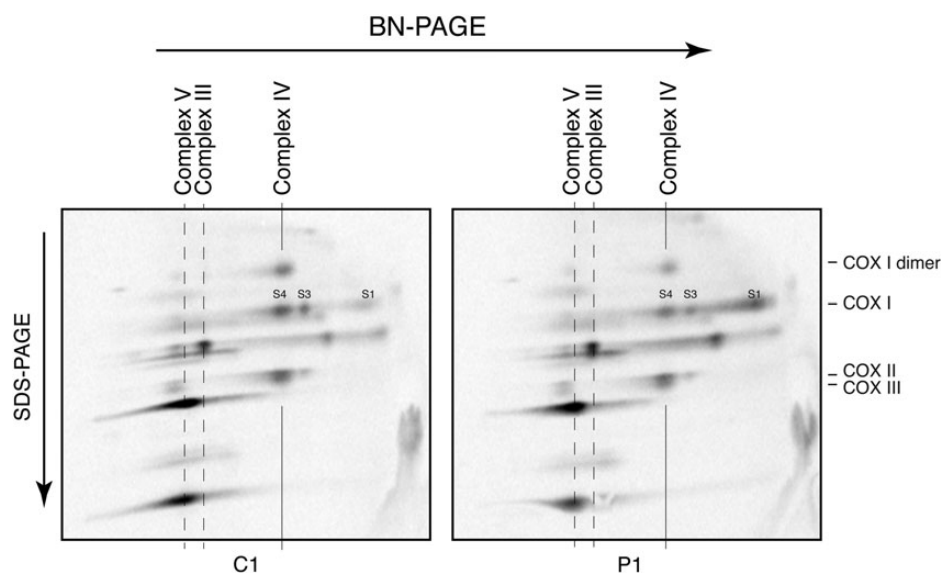 BN-PAGE
Complex V
Complex III
Complex IV
Complex V
Complex III
Complex IV
SDS-PAGE
S4 S3 S1
S4 S3 S1
COX I dimer
COX I
COX II
COX III
C1
P1